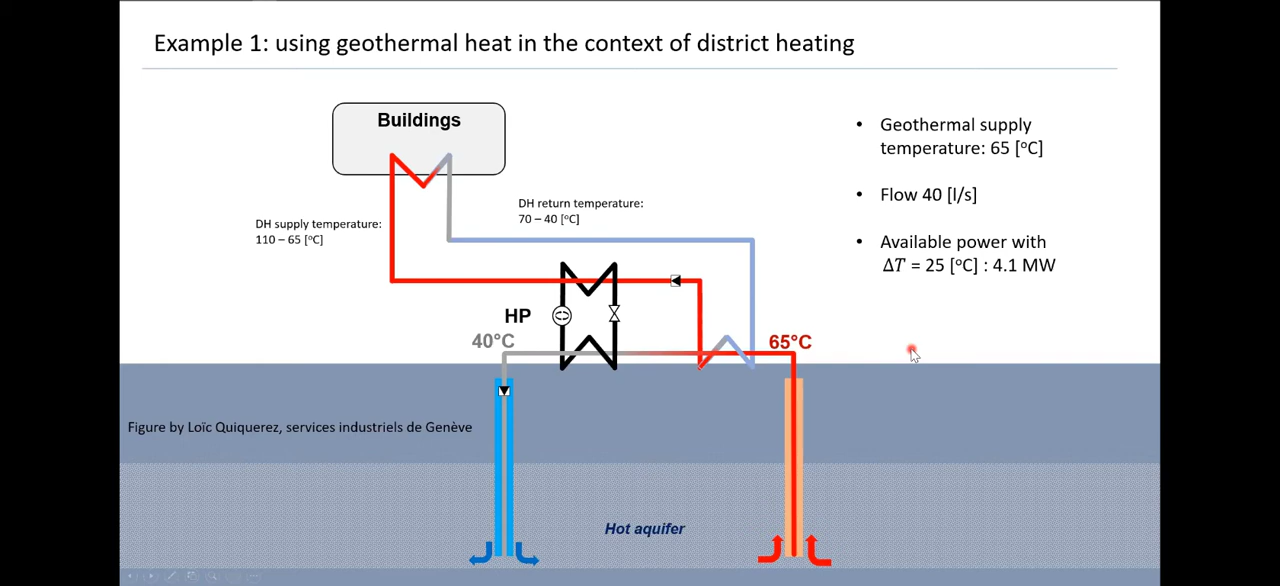 Example 1: using geothermal heat in the context of district heating
Buildings
DH supply temperature:
110 – 65 [°C]
DH return temperature:
70 – 40 [°C]
• Geothermal supply
temperature: 65 [°C]
• Flow 40 [l/s]
• Available power with
ΔT = 25 [°C] : 4.1 MW
HP
40°C
65°C
Figure by Loïc Quiquerez, services industriels de Genève
Hot aquifer